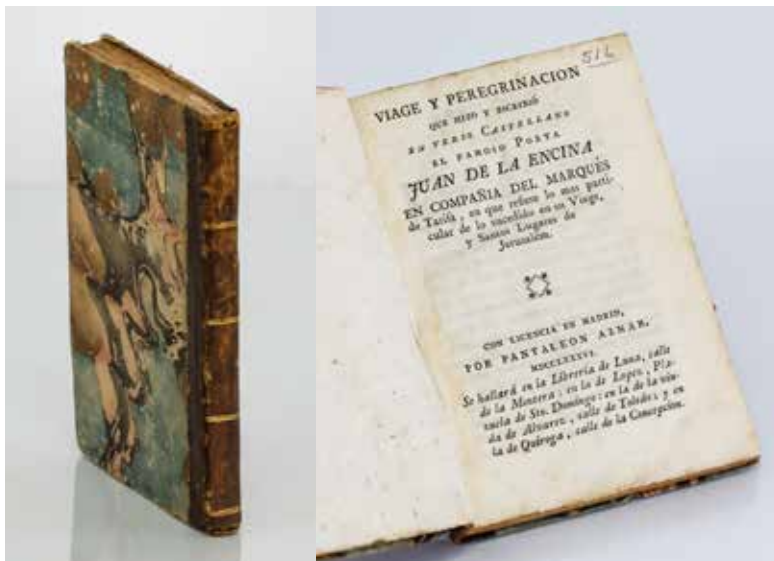 516
VIAGE Y PEREGRINACION
QUE HIZO Y ESCRIBIÓ
EN VERSO CASTELLANO
EL FAMOSO POETA
JUAN DE LA ENCINA
EN COMPAÑIA DEL MARQUÉS
de Tarifa, en que refiere lo mas parti-
cular de lo sucedido en su Viage,
y Santos Lugares de
Jerusalém.
CON LICENCIA EN MADRID,
POR PANTALEON AZNAR,
MDCCLXXXVI.
Se hallará en la Librería de Luna, calle
de la Montera: en la de Lopez, Pla-
zuela de Sto. Domingo: en la de la viu-
da de Alvarez, calle de Toledo: y en
la de Quiroga, calle de la Concepcion.